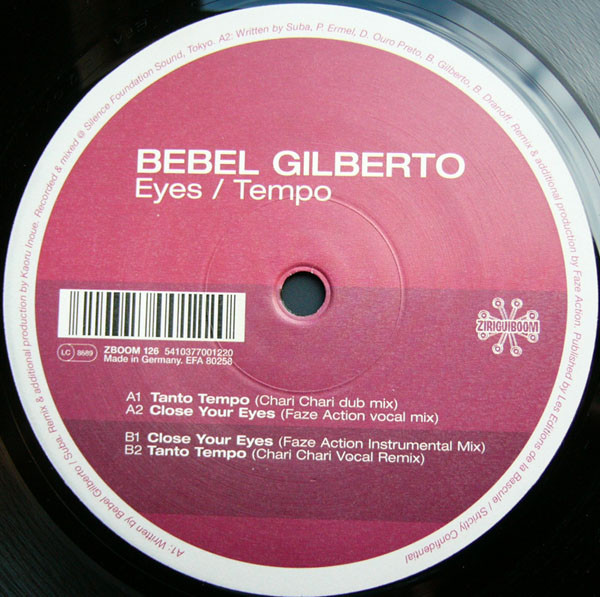 BEBEL GILBERTO
Eyes / Tempo
ZIRIGUIBOOM
LC 8689
ZBOOM 126 5410377001220
Made in Germany. EFA 80258
A1 Tanto Tempo (Chari Chari dub mix)
A2 Close Your Eyes (Faze Action vocal mix)
B1 Close Your Eyes (Faze Action Instrumental Mix)
B2 Tanto Tempo (Chari Chari Vocal Remix)
A1: Written by Bebel Gilberto / Suba. Remix & additional production by Kaoru Inoue. Recorded & mixed @ Silence Foundation Sound, Tokyo. A2: Written by Suba, P. Ermel, D. Ouro Preto, B. Gilberto, B. Dranoff. Remix & additional production by Faze Action. Published by Les Editions de la Bascule / Strictly Confidential